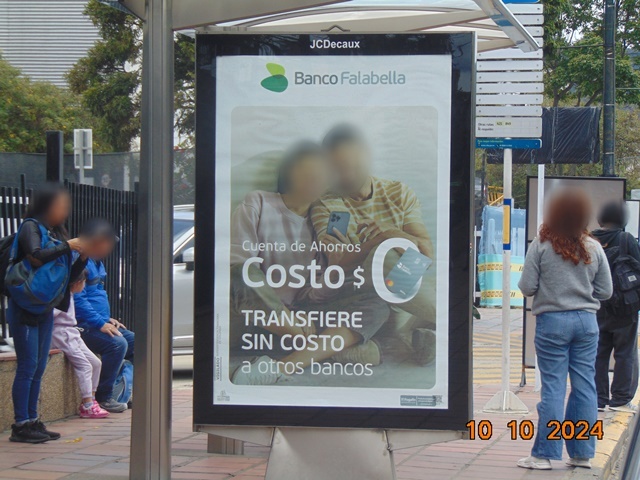 JCDecaux
Banco Falabella
Cuenta de Ahorros
Costo $0
TRANSFIERE
SIN COSTO
a otros bancos
10 10 2024